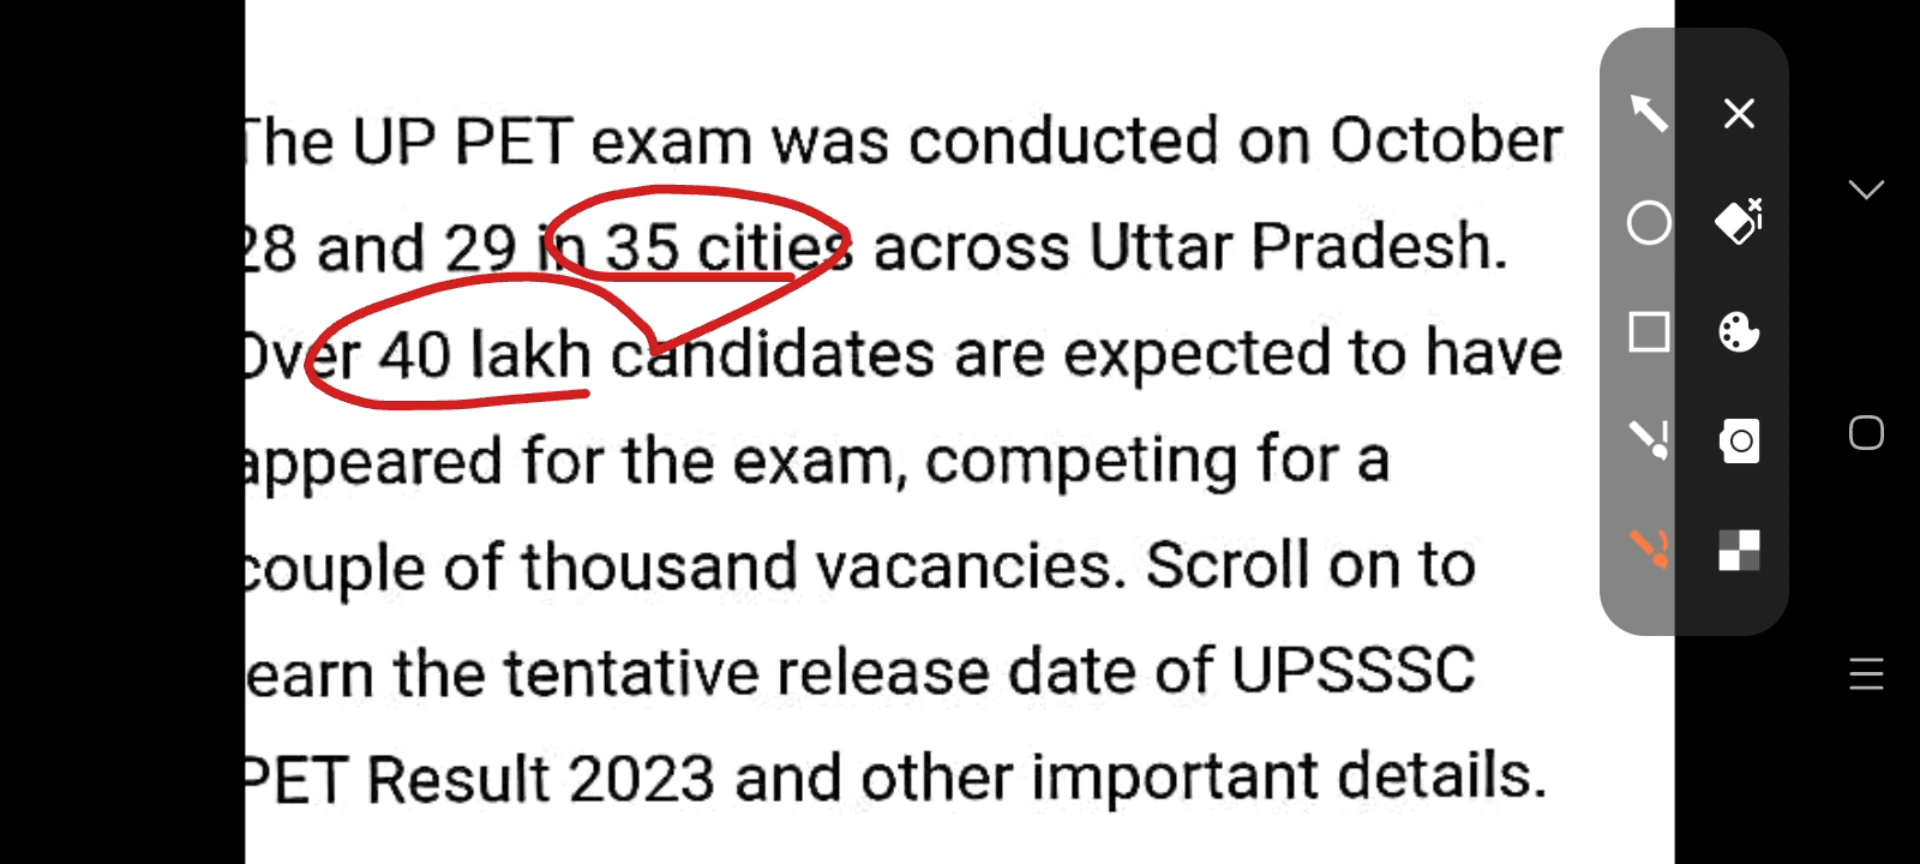 The UP PET exam was conducted on October
28 and 29 in 35 cities across Uttar Pradesh.
Over 40 lakh candidates are expected to have
appeared for the exam, competing for a
couple of thousand vacancies. Scroll on to
learn the tentative release date of UPSSSC
PET Result 2023 and other important details.